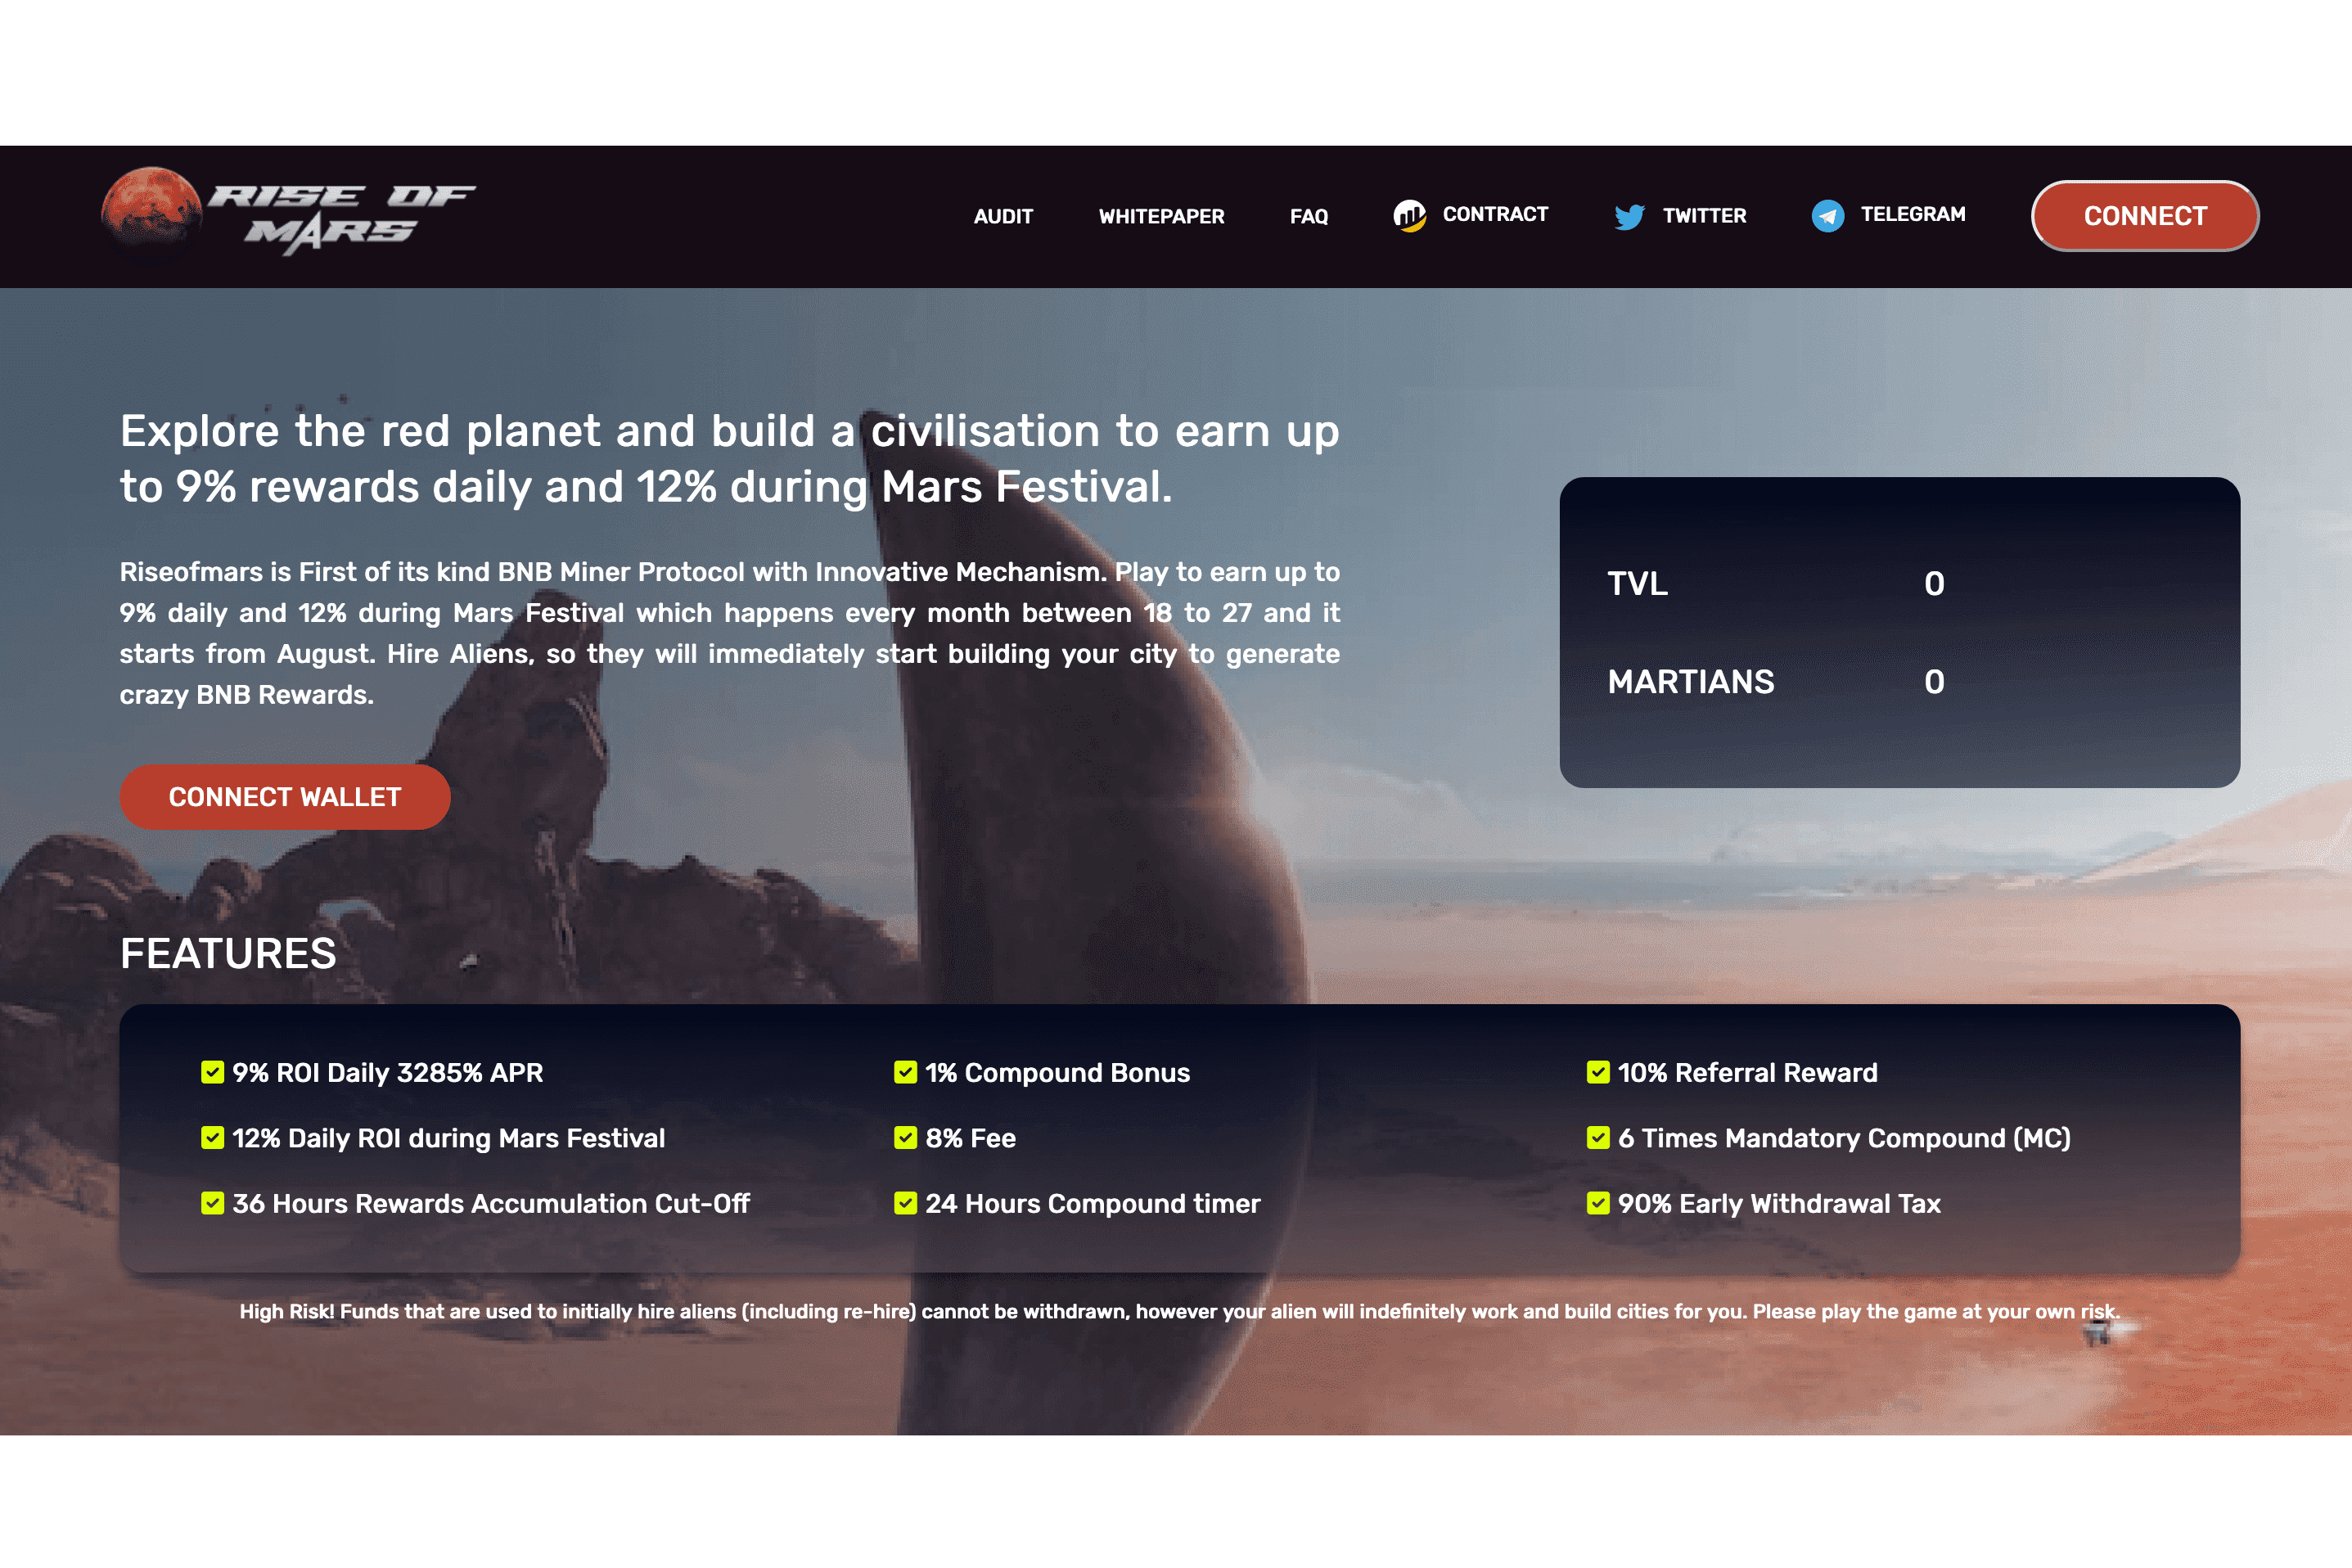 RISE OF
MARS
AUDIT
WHITEPAPER
FAQ
CONTRACT
TWITTER
TELEGRAM
CONNECT
Explore the red planet and build a civilisation to earn up
to 9% rewards daily and 12% during Mars Festival.
Riseofmars is First of its kind BNB Miner Protocol with Innovative Mechanism. Play to earn up to
9% daily and 12% during Mars Festival which happens every month between 18 to 27 and it
starts from August. Hire Aliens, so they will immediately start building your city to generate
crazy BNB Rewards.
CONNECT WALLET
TVL 0
MARTIANS 0
FEATURES
9% ROI Daily 3285% APR
12% Daily ROI during Mars Festival
36 Hours Rewards Accumulation Cut-Off
1% Compound Bonus
8% Fee
24 Hours Compound timer
10% Referral Reward
6 Times Mandatory Compound (MC)
90% Early Withdrawal Tax
High Risk! Funds that are used to initially hire aliens (including re-hire) cannot be withdrawn, however your alien will indefinitely work and build cities for you. Please play the game at your own risk.